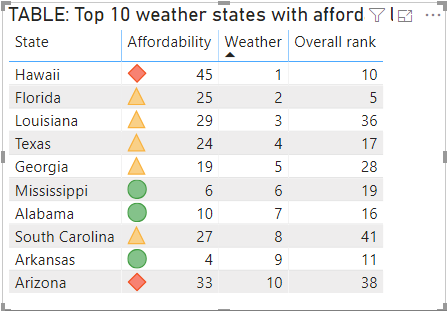 TABLE: Top 10 weather states with afford
State Affordability Weather Overall rank
Hawaii 45 1 10
Florida 25 2 5
Louisiana 29 3 36
Texas 24 4 17
Georgia 19 5 28
Mississippi 6 6 19
Alabama 10 7 16
South Carolina 27 8 41
Arkansas 4 9 11
Arizona 33 10 38